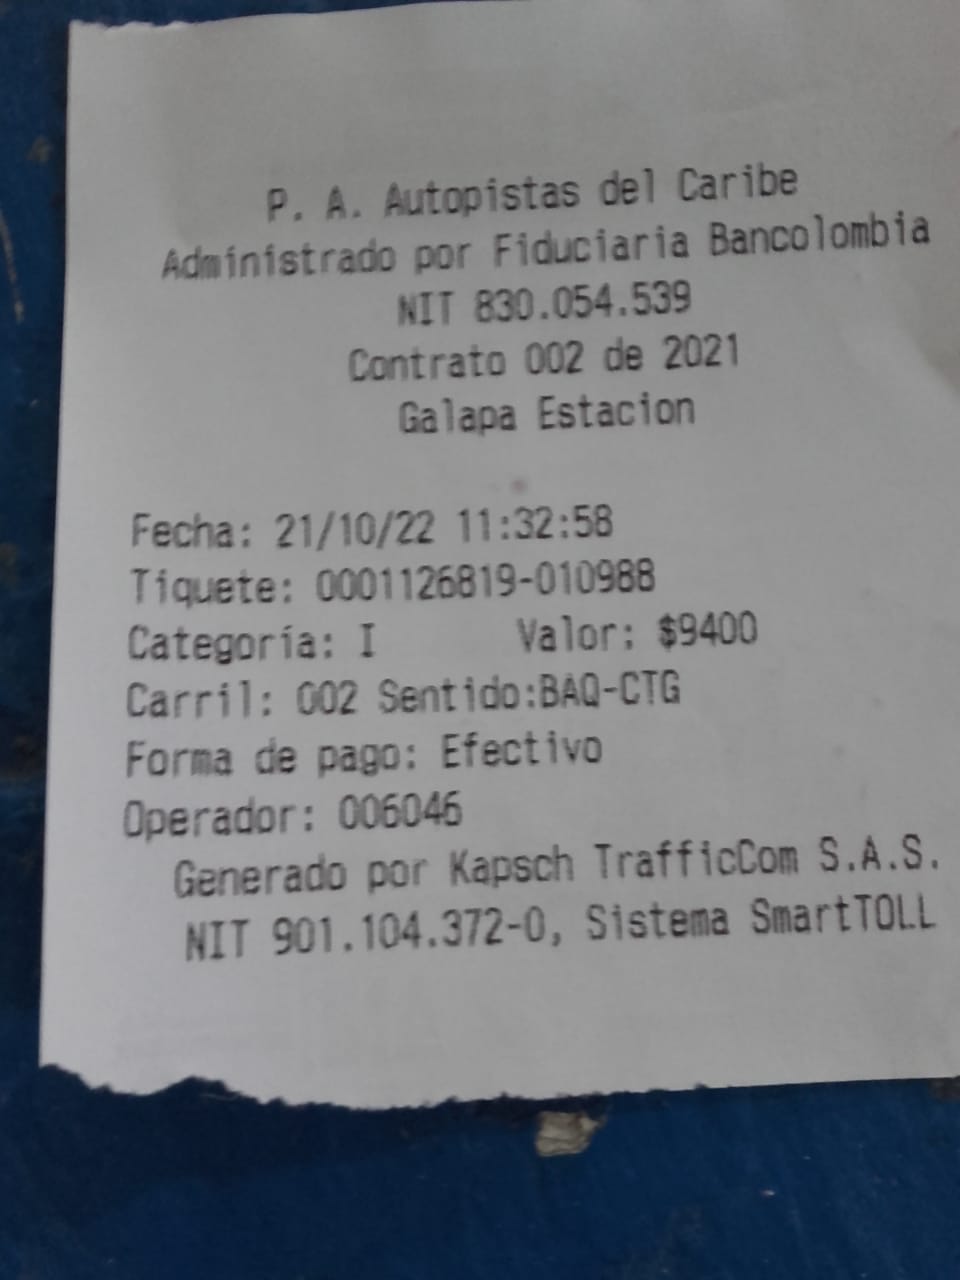 P. A. Autopistas del Caribe
Administrado por Fiduciaria Bancolombia
NIT 830.054.539
Contrato 002 de 2021
Galapa Estacion
Fecha: 21/10/22 11:32:58
Tiquete: 0001126819-010988
Categoría: I Valor: $9400
Carril: 002 Sentido:BAQ-CTG
Forma de pago: Efectivo
Operador: 006046
Generado por Kapsch TrafficCom S.A.S.
NIT 901.104.372-0, Sistema SmartTOLL